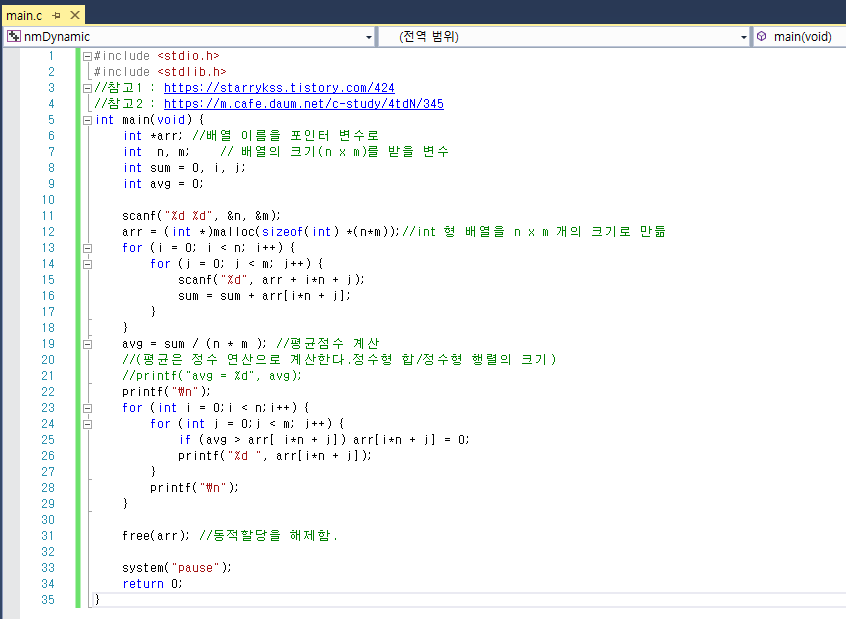 main.c
nmDynamic (전역 범위) main(void)
1 #include <stdio.h>
2 #include <stdlib.h>
3 //참고1 : https://starrykss.tistory.com/424
4 //참고2 : https://m.cafe.daum.net/c-study/4tdN/345
5 int main(void) {
6 int *arr; //배열 이름을 포인터 변수로
7 int n, m; // 배열의 크기(n x m)를 받을 변수
8 int sum = 0, i, j;
9 int avg = 0;
10
11 scanf("%d %d", &n, &m);
12 arr = (int *)malloc(sizeof(int) *(n*m));//int 형 배열을 n x m 개의 크기로 만듦
13 for (i = 0; i < n; i++) {
14 for (j = 0; j < m; j++) {
15 scanf("%d", arr + i*n + j);
16 sum = sum + arr[i*n + j];
17 }
18 }
19 avg = sum / (n * m ); //평균점수 계산
20 //(평균은 정수 연산으로 계산한다.정수형 합/정수형 행렬의 크기)
21 //printf("avg = %d", avg);
22 printf("₩n");
23 for (int i = 0;i < n;i++) {
24 for (int j = 0;j < m; j++) {
25 if (avg > arr[ i*n + j]) arr[i*n + j] = 0;
26 printf("%d ", arr[i*n + j]);
27 }
28 printf("₩n");
29 }
30
31 free(arr); //동적할당을 해제함.
32
33 system("pause");
34 return 0;
35 }